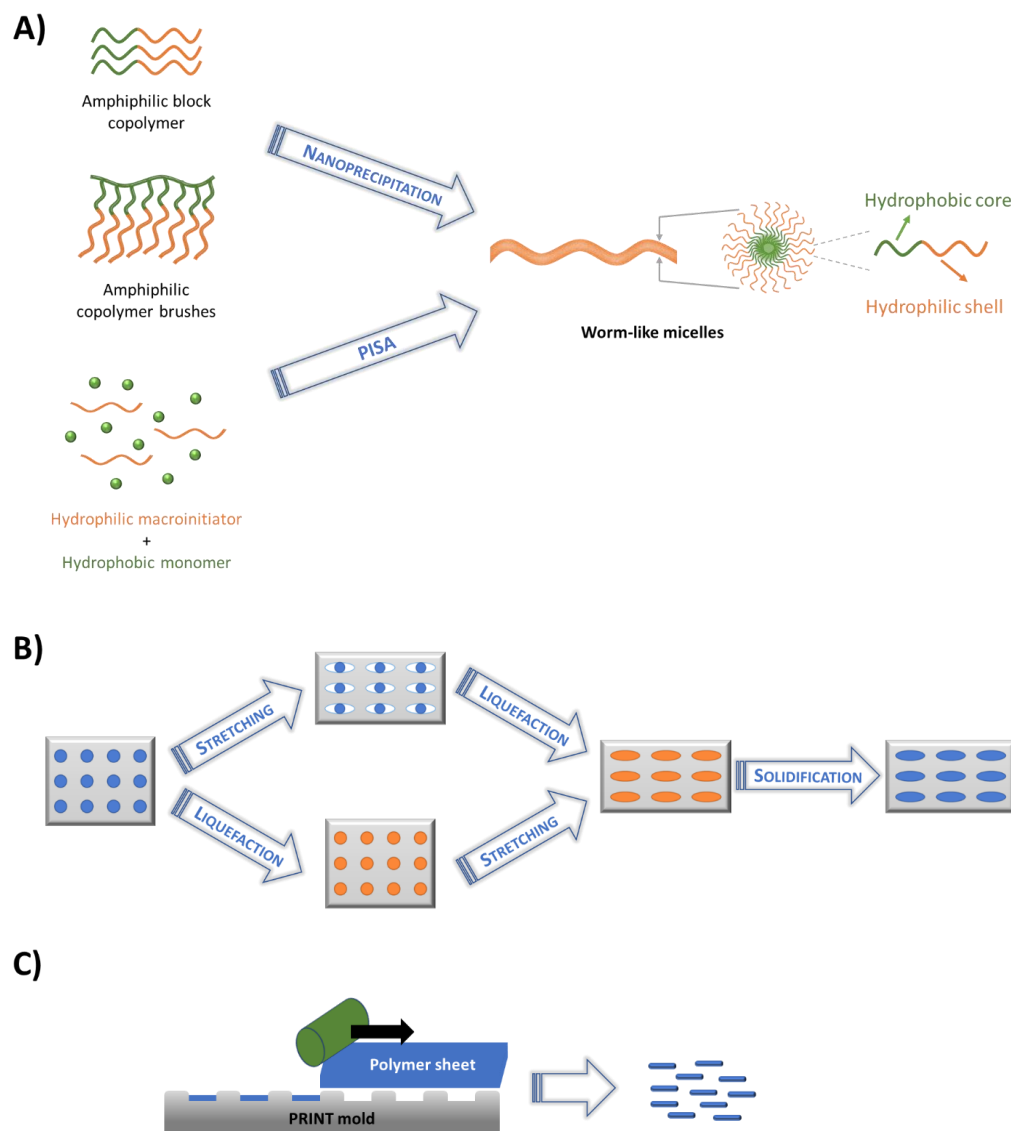 A)
Amphiphilic block
copolymer
NANOPRECIPITATION
Hydrophobic core
Amphiphilic
copolymer brushes
Hydrophilic shell
Worm-like micelles
PISA
Hydrophilic macroinitiator
+
Hydrophobic monomer
B)
STRETCHING
LIQUEFACTION
SOLIDIFICATION
LIQUEFACTION
STRETCHING
C)
Polymer sheet
PRINT mold